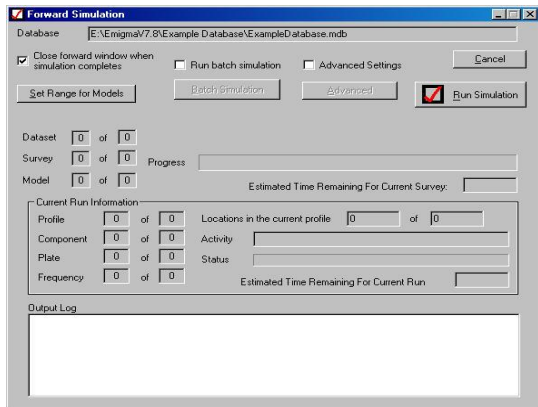 Forward Simulation
Database E:\EmigmaV7.8\Example Database\ExampleDatabase.mdb
Close forward window when
simulation completes
Run batch simulation
Advanced Settings
Cancel
Set Range for Models
Batch Simulation
Advanced
Run Simulation
Dataset 0 of 0
Survey 0 of 0 Progress
Model 0 of 0 Estimated Time Remaining For Current Survey:
Current Run Information
Profile 0 of 0 Locations in the current profile 0 of 0
Component 0 of 0 Activity
Plate 0 of 0 Status
Frequency 0 of 0 Estimated Time Remaining For Current Run
Output Log